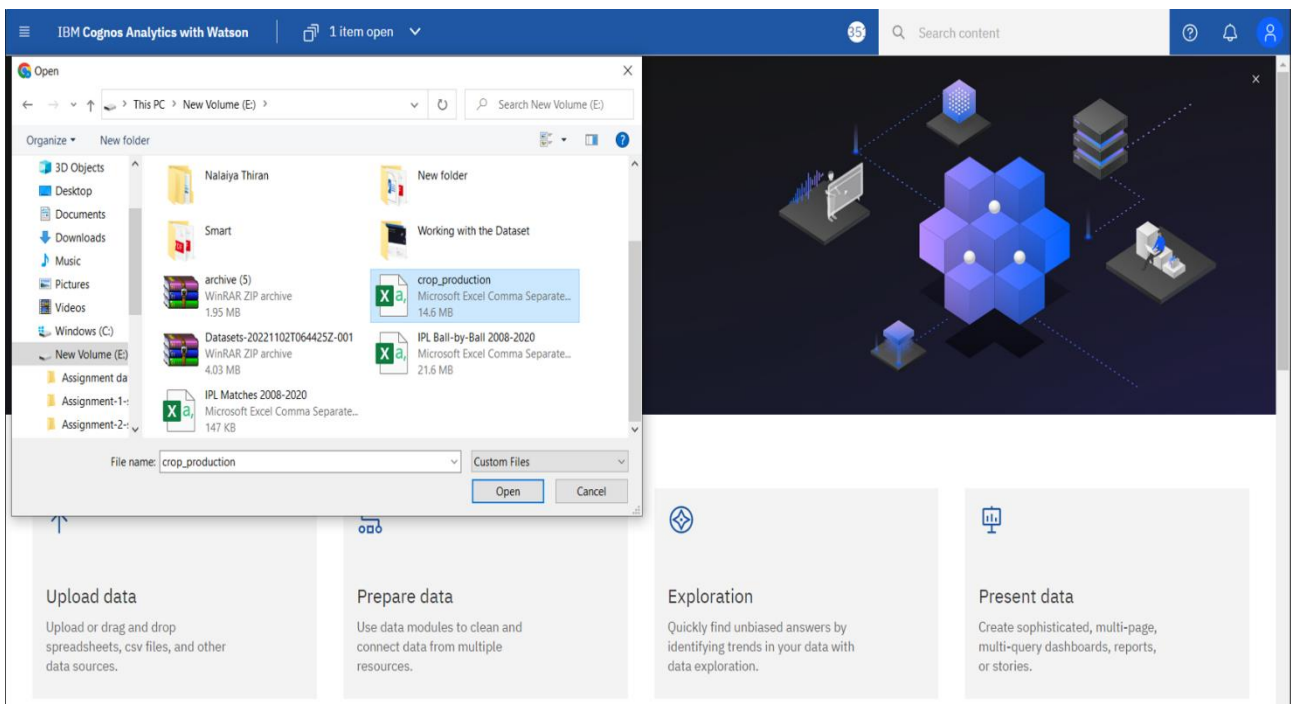 IBM Cognos Analytics with Watson
1 item open
Search content
Open
This PC > New Volume (E:) >
Search New Volume (E:)
Organize
New folder
3D Objects
Desktop
Documents
Downloads
Music
Pictures
Videos
Windows (C:)
New Volume (E:)
Assignment da
Assignment-1-
Assignment-2-
Nalaiya Thiran
New folder
Smart
Working with the Dataset
archive (5)
WinRAR ZIP archive
1.95 MB
crop_production
Microsoft Excel Comma Separate...
14.6 MB
Datasets-20221102T064425Z-001
WinRAR ZIP archive
4.03 MB
IPL Ball-by-Ball 2008-2020
Microsoft Excel Comma Separate...
21.6 MB
IPL Matches 2008-2020
Microsoft Excel Comma Separate...
147 KB
File name: crop_production
Custom Files
Open
Cancel
Upload data
Upload or drag and drop
spreadsheets, csv files, and other
data sources.
Prepare data
Use data modules to clean and
connect data from multiple
resources.
Exploration
Quickly find unbiased answers by
identifying trends in your data with
data exploration.
Present data
Create sophisticated, multi-page,
multi-query dashboards, reports,
or stories.